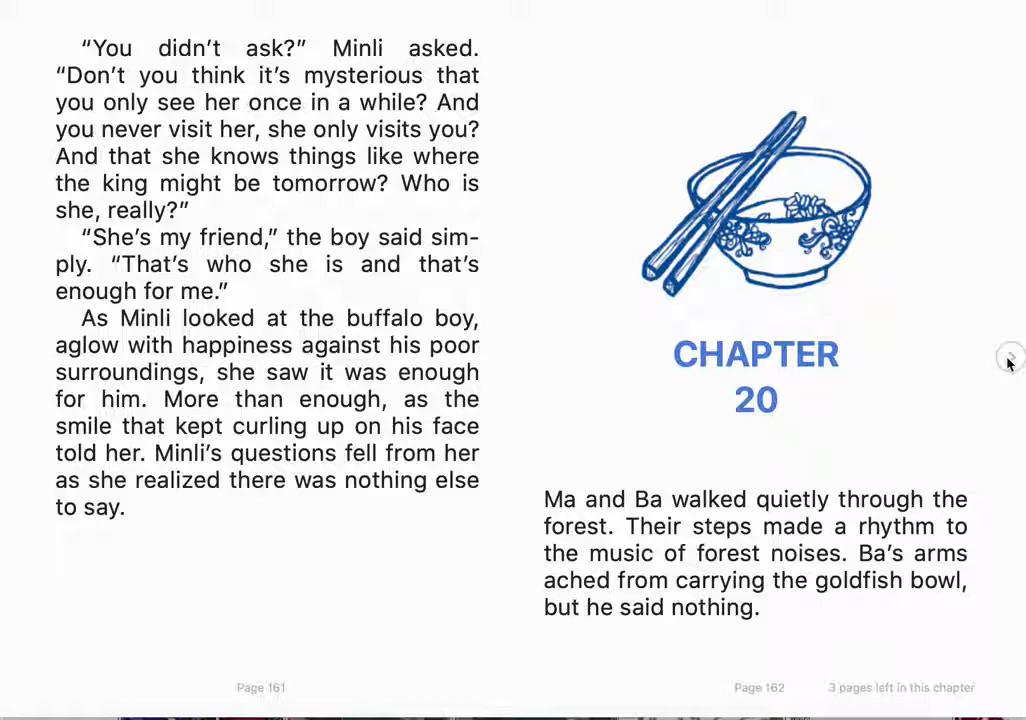 “You didn’t ask?” Minli asked.
“Don’t you think it’s mysterious that
you only see her once in a while? And
you never visit her, she only visits you?
And that she knows things like where
the king might be tomorrow? Who is
she, really?”
“She’s my friend,” the boy said sim-
ply. “That’s who she is and that’s
enough for me.”
As Minli looked at the buffalo boy,
aglow with happiness against his poor
surroundings, she saw it was enough
for him. More than enough, as the
smile that kept curling up on his face
told her. Minli’s questions fell from her
as she realized there was nothing else
to say.
Page 161
CHAPTER
20
Ma and Ba walked quietly through the
forest. Their steps made a rhythm to
the music of forest noises. Ba’s arms
ached from carrying the goldfish bowl,
but he said nothing.
Page 162
3 pages left in this chapter